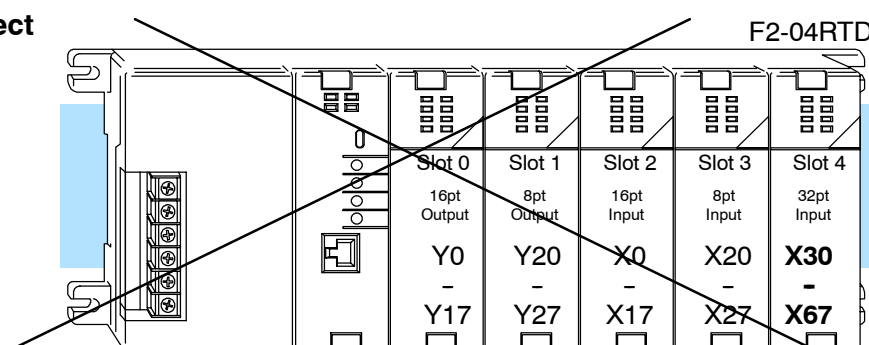 ect
F2-04RTD
Slot 0 Slot 1 Slot 2 Slot 3 Slot 4
16pt 8pt 16pt 8pt 32pt
Output Output Input Input Input
Y0 Y20 X0 X20 X30
- - - - -
Y17 Y27 X17 X27 X67